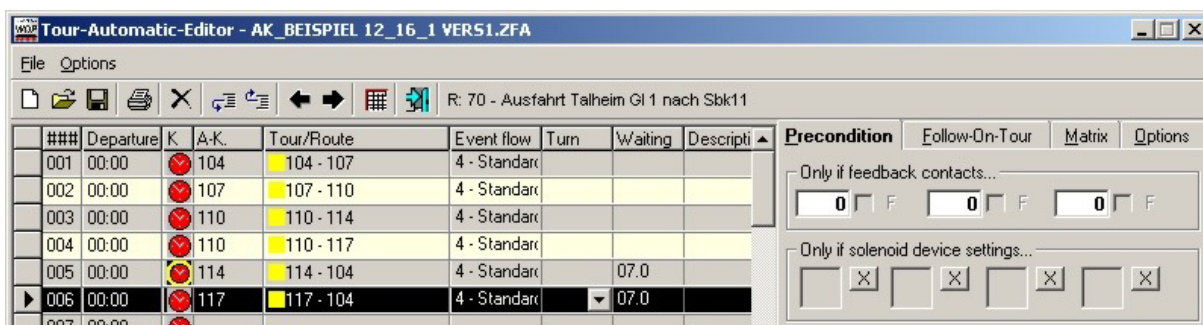 Tour-Automatic-Editor - AK_BEISPIEL 12_16_1 VERS1.ZFA
File Options
R: 70 - Ausfahrt Talheim Gl 1 nach Sbk11
### Departure K A-K. Tour/Route Event flow Turn Waiting Descripti
001 00:00 104 104 - 107 4 - Standard
002 00:00 107 107 - 110 4 - Standard
003 00:00 110 110 - 114 4 - Standard
004 00:00 110 110 - 117 4 - Standard
005 00:00 114 114 - 104 4 - Standard 07.0
006 00:00 117 117 - 104 4 - Standard 07.0
007 00:00
Precondition Follow-On-Tour Matrix Options
Only if feedback contacts...
0 F 0 F 0 F
Only if solenoid device settings...
X X X X